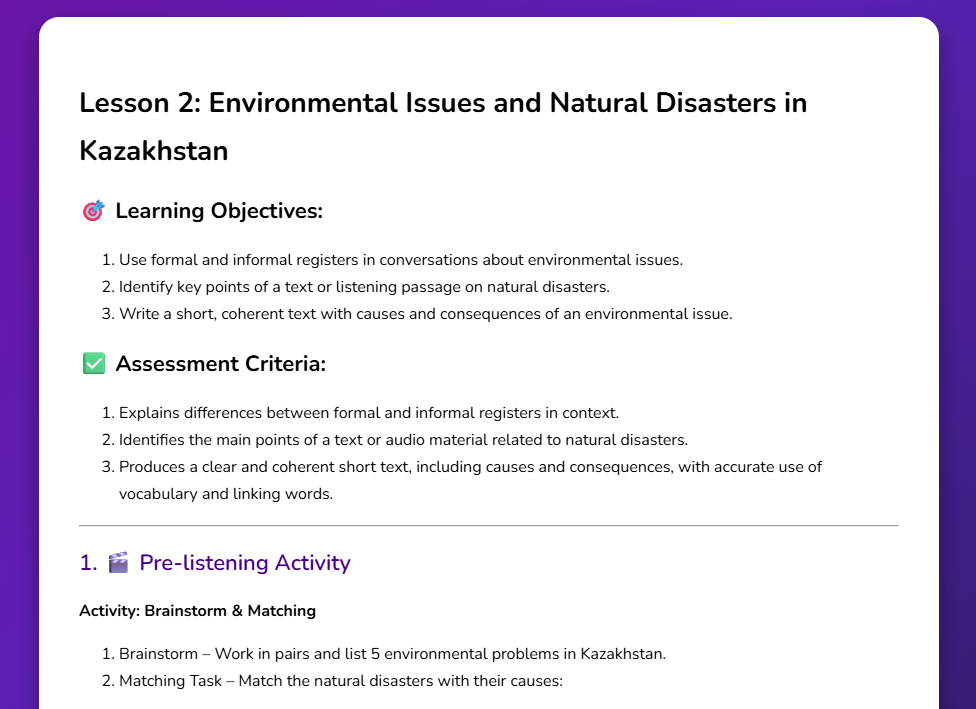 Lesson 2: Environmental Issues and Natural Disasters in
Kazakhstan
🎯 Learning Objectives:
1. Use formal and informal registers in conversations about environmental issues.
2. Identify key points of a text or listening passage on natural disasters.
3. Write a short, coherent text with causes and consequences of an environmental issue.
✅ Assessment Criteria:
1. Explains differences between formal and informal registers in context.
2. Identifies the main points of a text or audio material related to natural disasters.
3. Produces a clear and coherent short text, including causes and consequences, with accurate use of
vocabulary and linking words.
1. 🎬 Pre-listening Activity
Activity: Brainstorm & Matching
1. Brainstorm – Work in pairs and list 5 environmental problems in Kazakhstan.
2. Matching Task – Match the natural disasters with their causes: